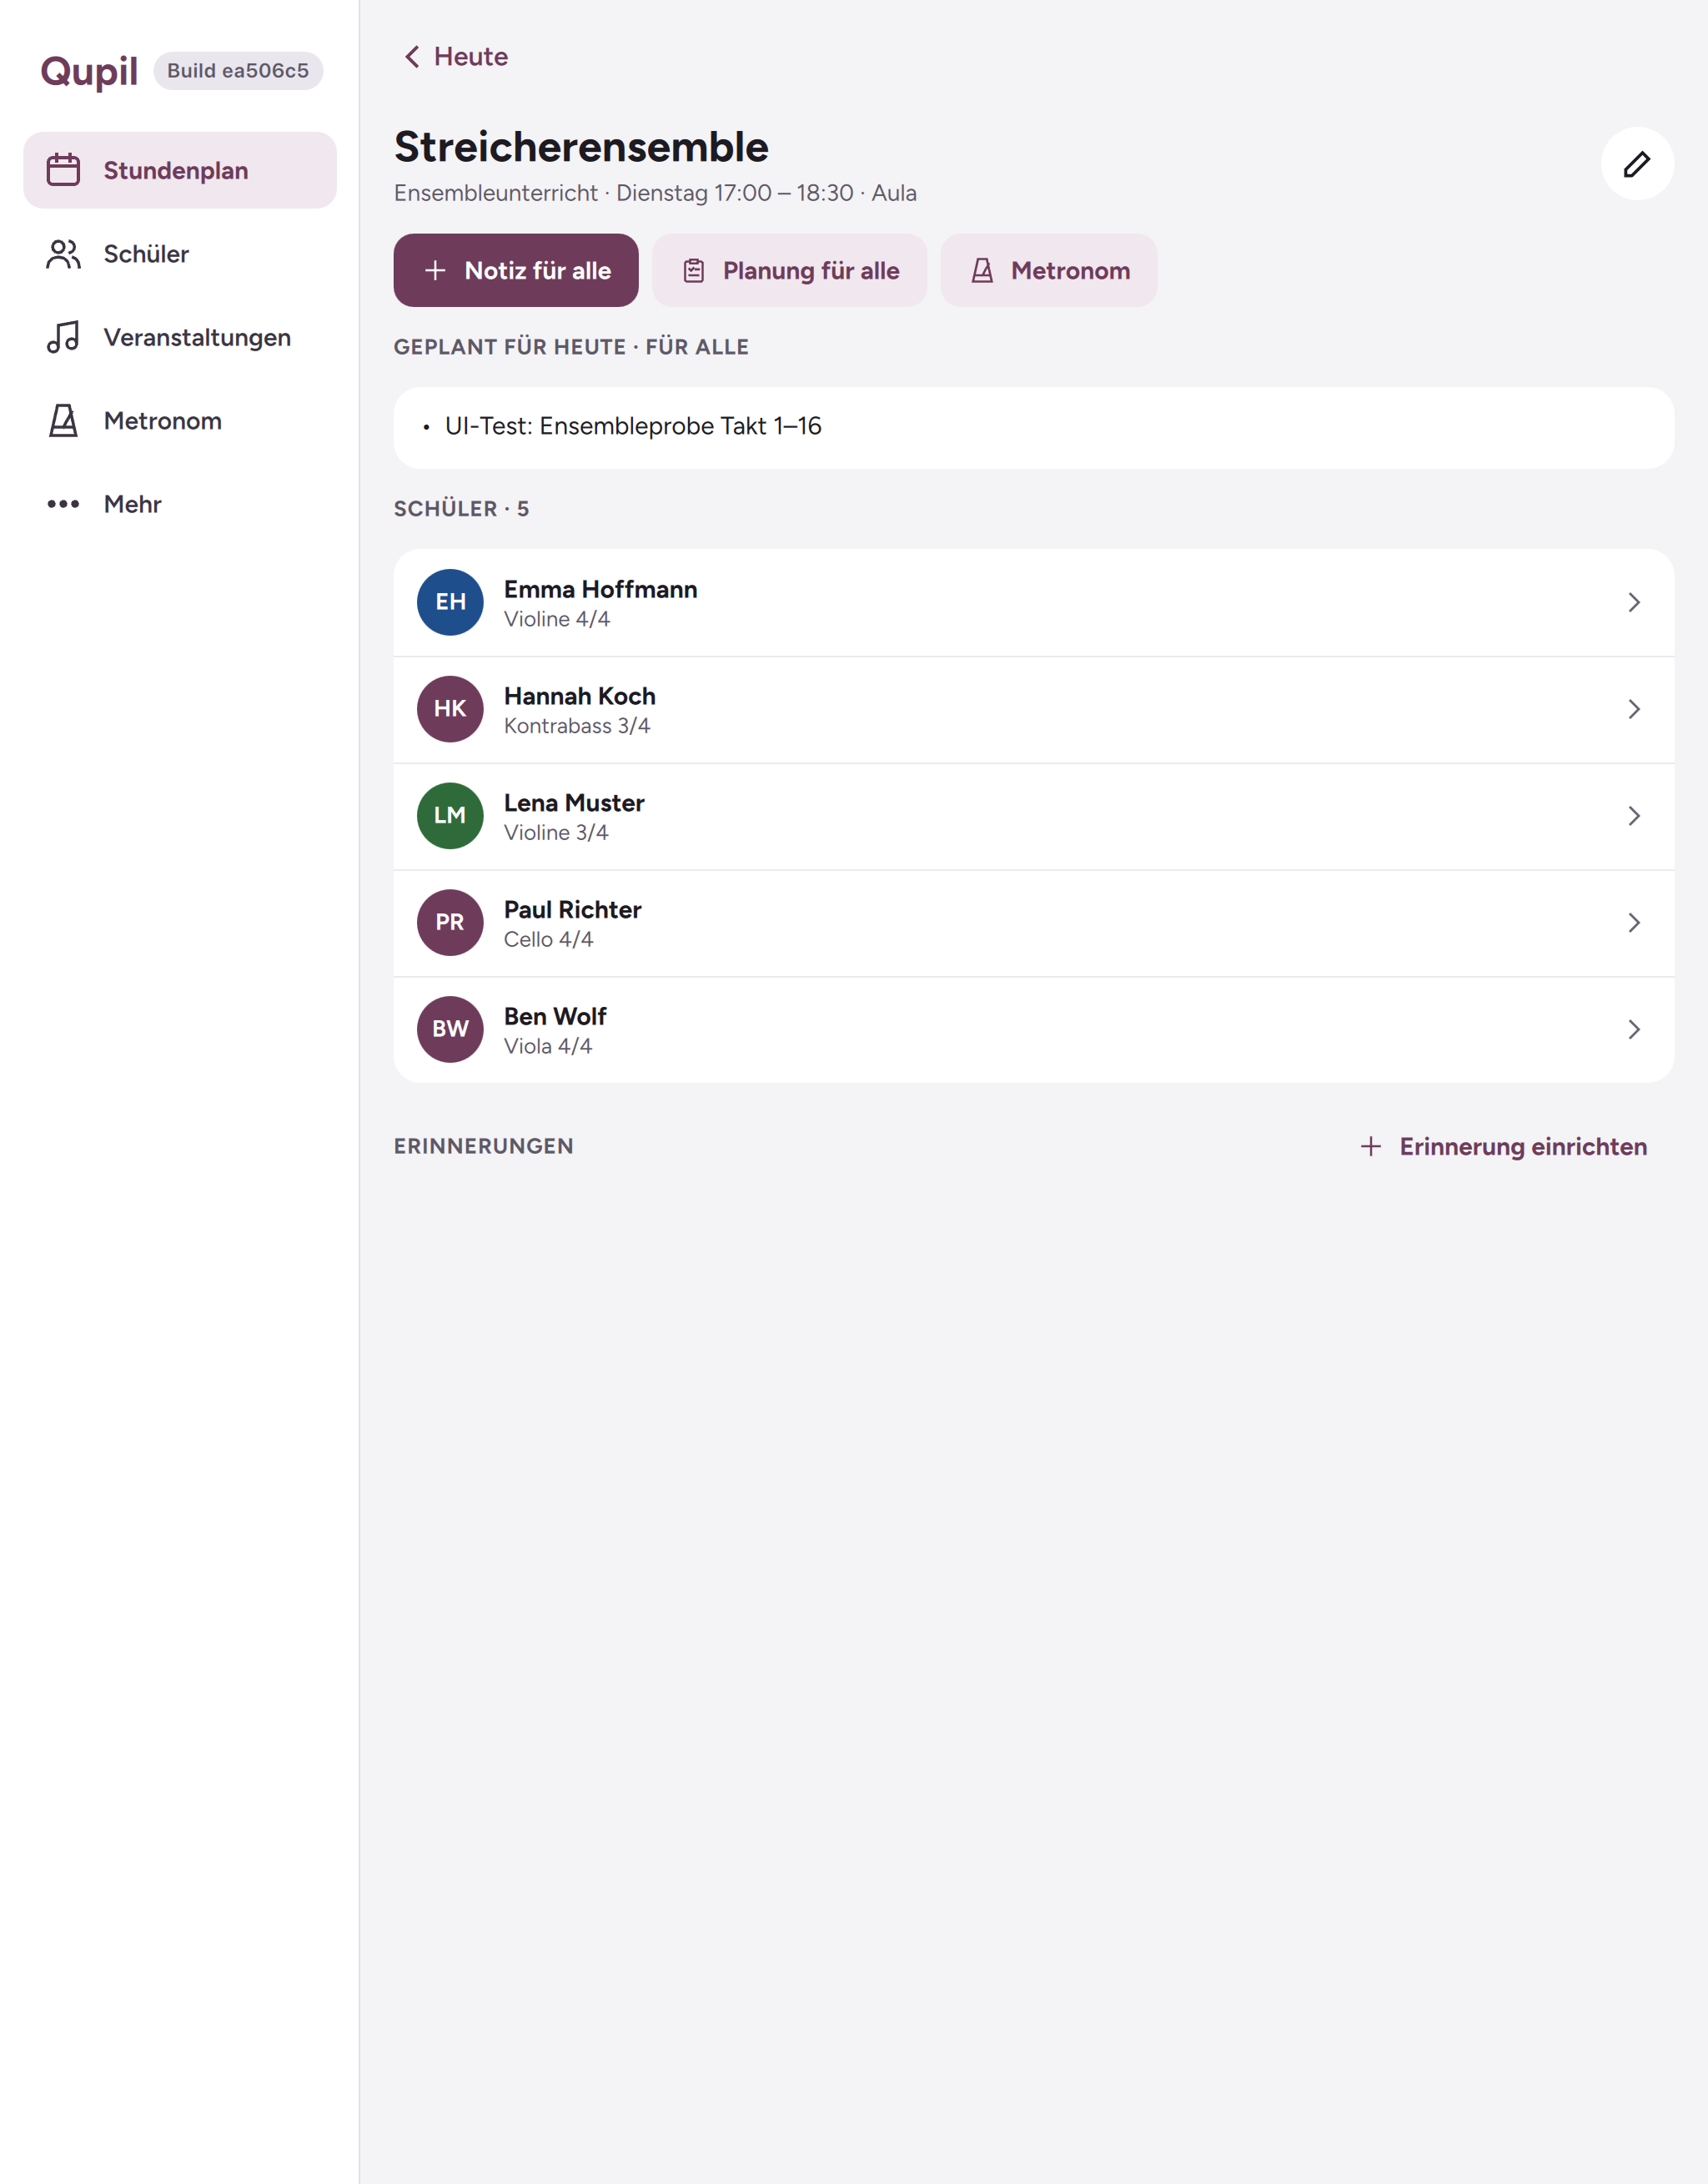 Qupil
Build ea506c5
Stundenplan
Schüler
Veranstaltungen
Metronom
Mehr
Heute
Streicherensemble
Ensembleunterricht · Dienstag 17:00 – 18:30 · Aula
Notiz für alle
Planung für alle
Metronom
GEPLANT FÜR HEUTE · FÜR ALLE
• UI-Test: Ensembleprobe Takt 1–16
SCHÜLER · 5
EH
Emma Hoffmann
Violine 4/4
HK
Hannah Koch
Kontrabass 3/4
LM
Lena Muster
Violine 3/4
PR
Paul Richter
Cello 4/4
BW
Ben Wolf
Viola 4/4
ERINNERUNGEN
Erinnerung einrichten